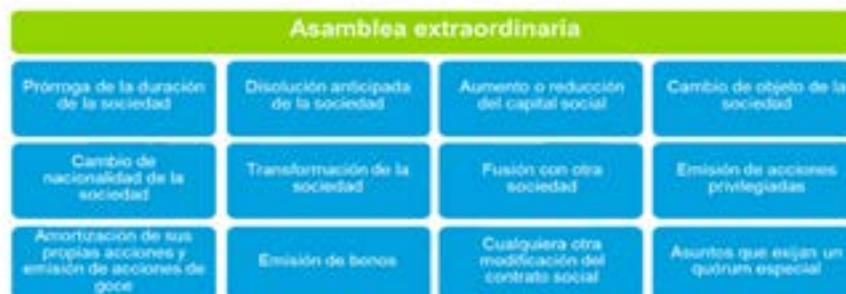 Asamblea extraordinaria
Prórroga de la duración
de la sociedad
Disolución anticipada
de la sociedad
Aumento o reducción
del capital social
Cambio de objeto de la
sociedad
Cambio de
nacionalidad de la
sociedad
Transformación de la
sociedad
Fusión con otra
sociedad
Emisión de acciones
privilegiadas
Amortización de sus
propias acciones y
emisión de acciones de
goce
Emisión de bonos
Cualquiera otra
modificación del
contrato social
Asuntos que exijan un
quórum especial